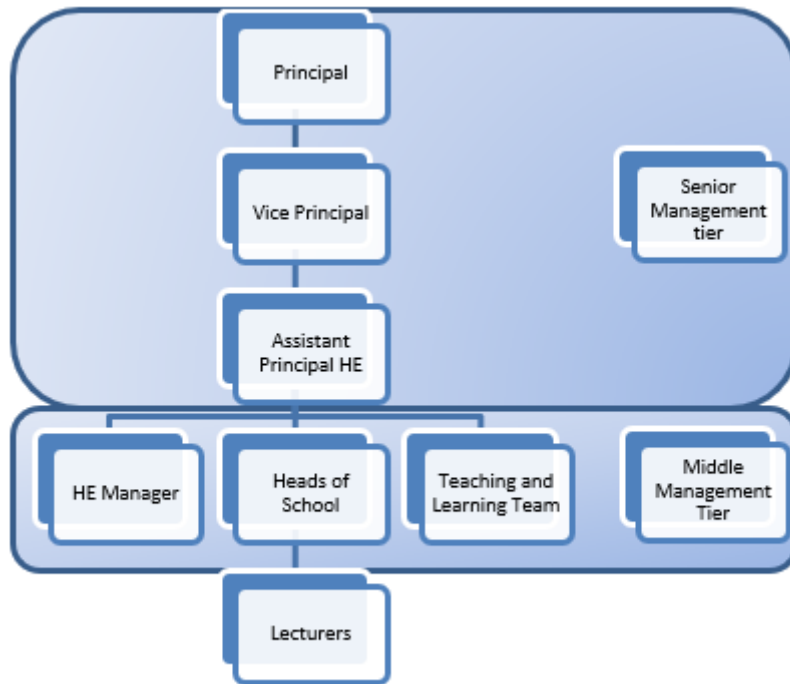 Principal
Vice Principal
Senior
Management
tier
Assistant
Principal HE
HE Manager
Heads of
School
Teaching and
Learning Team
Middle
Management
Tier
Lecturers